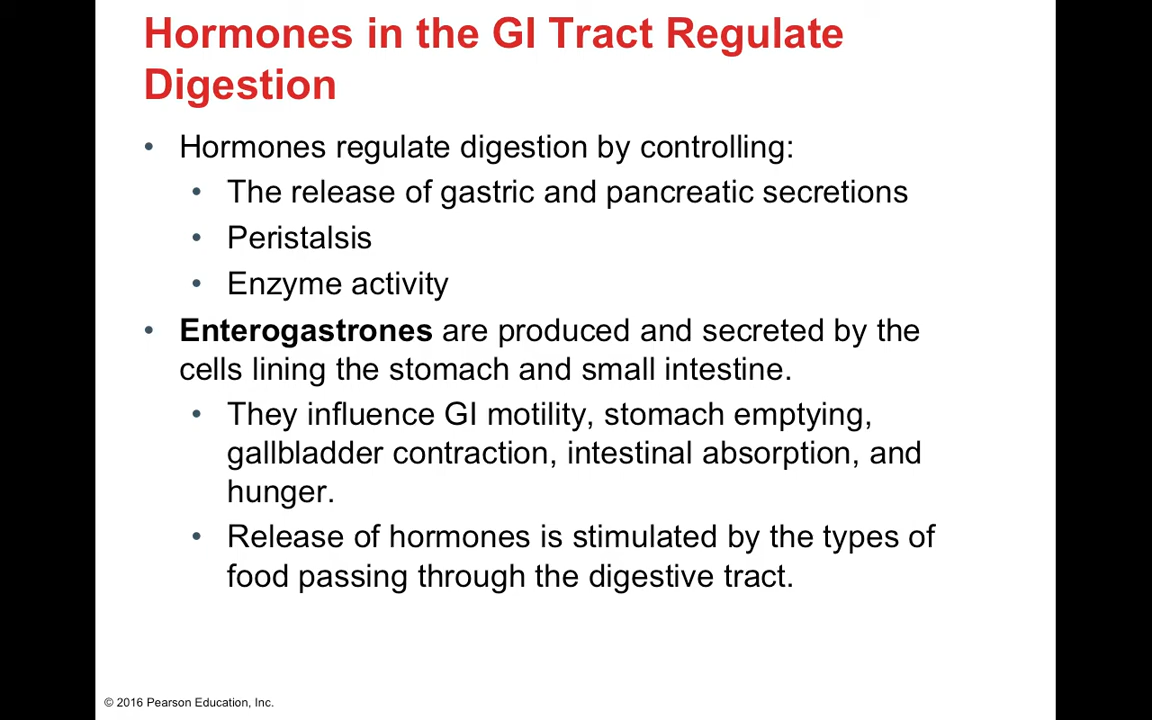 Hormones in the GI Tract Regulate
Digestion
• Hormones regulate digestion by controlling:
• The release of gastric and pancreatic secretions
• Peristalsis
• Enzyme activity
• Enterogastrones are produced and secreted by the
cells lining the stomach and small intestine.
• They influence GI motility, stomach emptying,
gallbladder contraction, intestinal absorption, and
hunger.
• Release of hormones is stimulated by the types of
food passing through the digestive tract.
© 2016 Pearson Education, Inc.